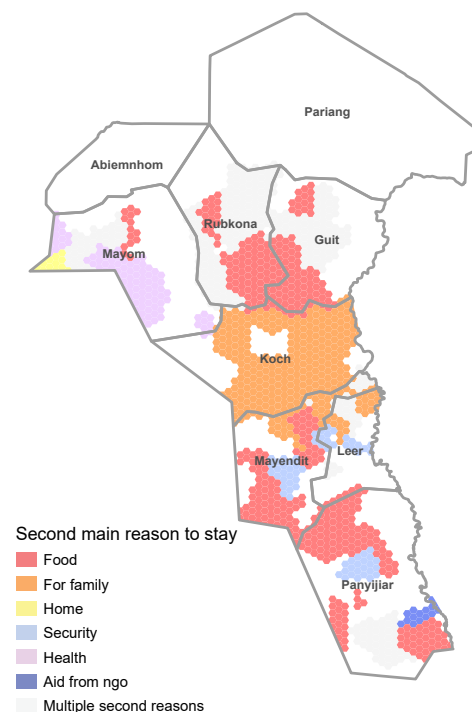 Pariang
Abiemnhom
Rubkona
Guit
Mayom
Koch
Mayendit
Leer
Panyijiar
Second main reason to stay
Food
For family
Home
Security
Health
Aid from ngo
Multiple second reasons